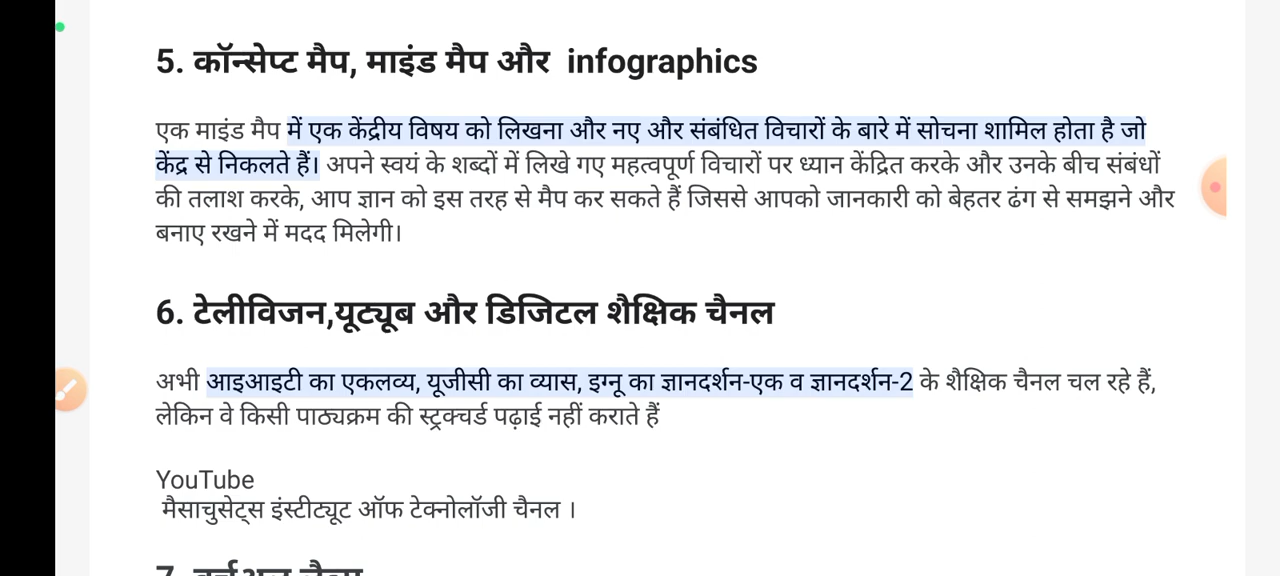 5. कॉन्सेप्ट मैप, माइंड मैप और infographics
एक माइंड मैप में एक केंद्रीय विषय को लिखना और नए और संबंधित विचारों के बारे में सोचना शामिल होता है जो
केंद्र से निकलते हैं। अपने स्वयं के शब्दों में लिखे गए महत्वपूर्ण विचारों पर ध्यान केंद्रित करके और उनके बीच संबंधों
की तलाश करके, आप ज्ञान को इस तरह से मैप कर सकते हैं जिससे आपको जानकारी को बेहतर ढंग से समझने और
बनाए रखने में मदद मिलेगी।
6. टेलीविजन,यूट्यूब और डिजिटल शैक्षिक चैनल
अभी आइआइटी का एकलव्य, यूजीसी का व्यास, इग्नू का ज्ञानदर्शन-एक व ज्ञानदर्शन-2 के शैक्षिक चैनल चल रहे हैं,
लेकिन वे किसी पाठ्यक्रम की स्ट्रक्चर्ड पढ़ाई नहीं कराते हैं
YouTube
मैसाचुसेट्स इंस्टीट्यूट ऑफ टेक्नोलॉजी चैनल ।
7.